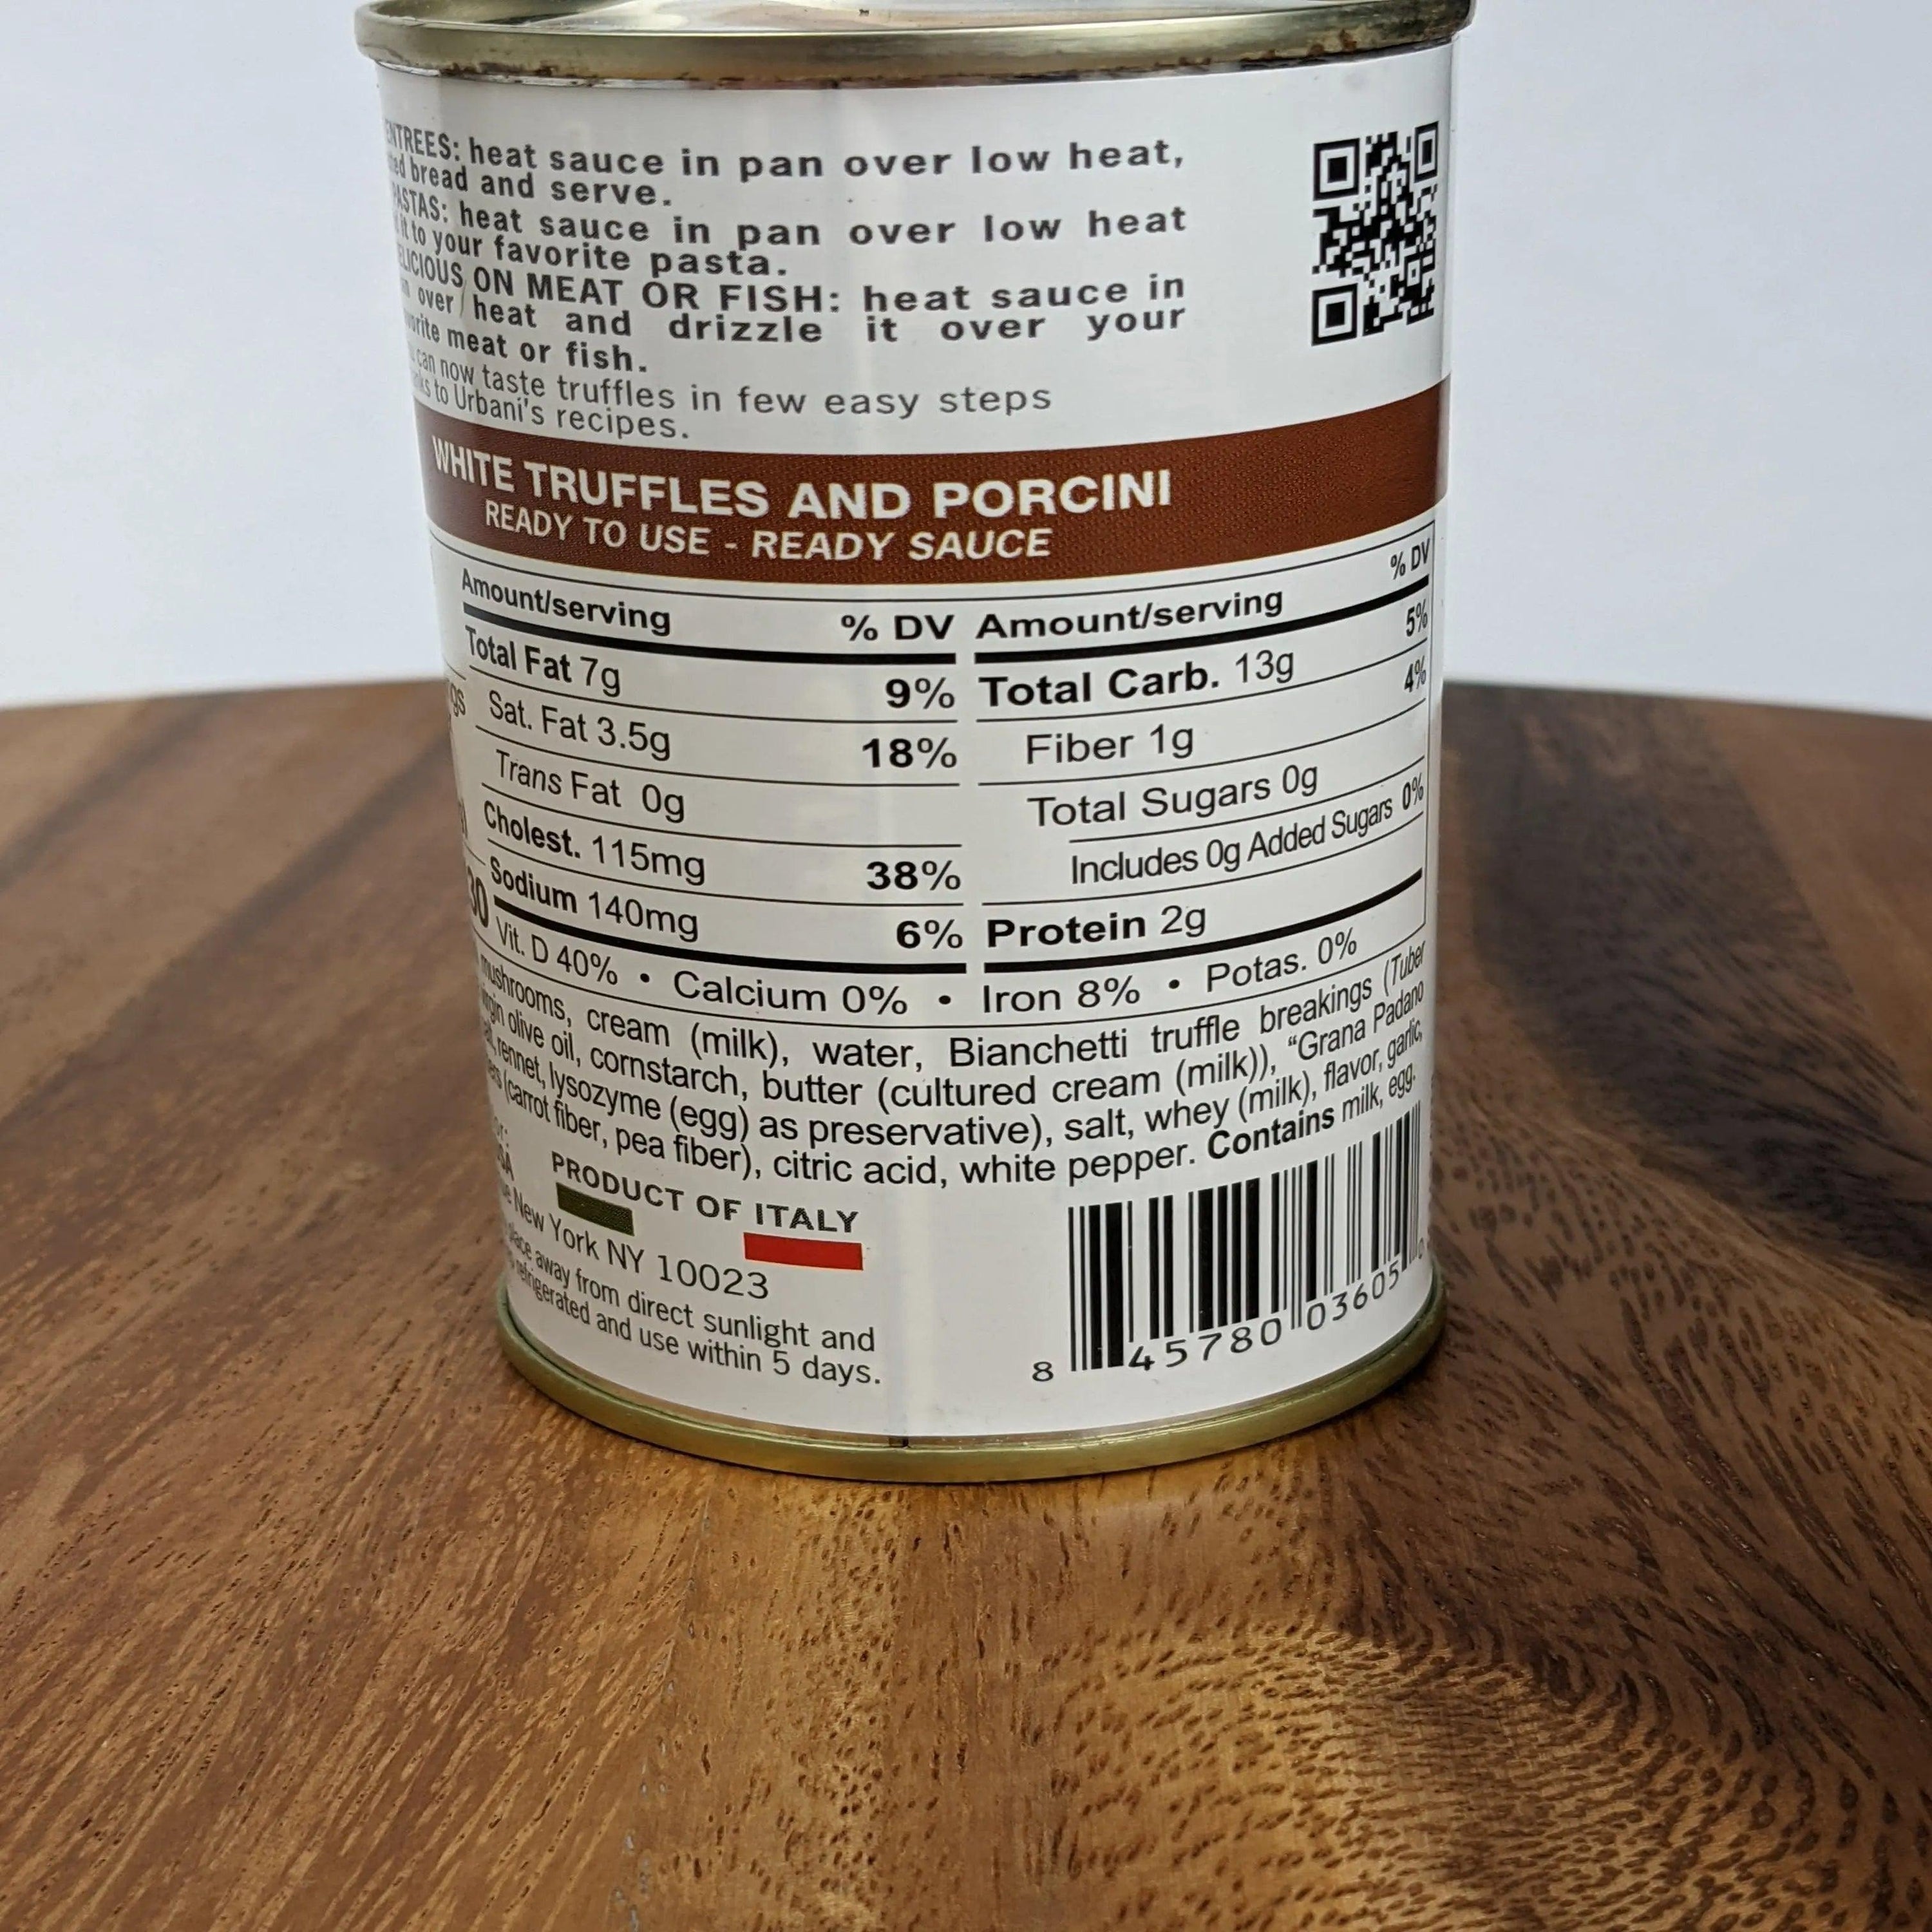 heat sauce in pan over low heat,
bread and serve.
heat sauce in pan over low heat
it to your favorite pasta.
ON MEAT OR FISH: heat sauce in
over heat and drizzle it over your
meat or fish.
can now taste truffles in few easy steps
to Urbani's recipes.
WHITE TRUFFLES AND PORCINI
READY TO USE - READY SAUCE
Amount/serving % DV Amount/serving % DV
Total Fat 7g 9% Total Carb. 13g 5%
Sat. Fat 3.5g 18% Fiber 1g 4%
Trans Fat 0g Total Sugars 0g
Cholest. 115mg 38% Includes 0g Added Sugars 0%
Sodium 140mg 6% Protein 2g
Vit. D 40% • Calcium 0% • Iron 8% • Potas. 0%
mushrooms, cream (milk), water, Bianchetti truffle breakings (Tuber
virgin olive oil, cornstarch, butter (cultured cream (milk)), “Grana Padano
rennet, lysozyme (egg) as preservative), salt, whey (milk), flavor, garlic,
(carrot fiber, pea fiber), citric acid, white pepper. Contains milk, egg.
PRODUCT OF ITALY
New York NY 10023
place away from direct sunlight and
refrigerated and use within 5 days.
8 45780 03605